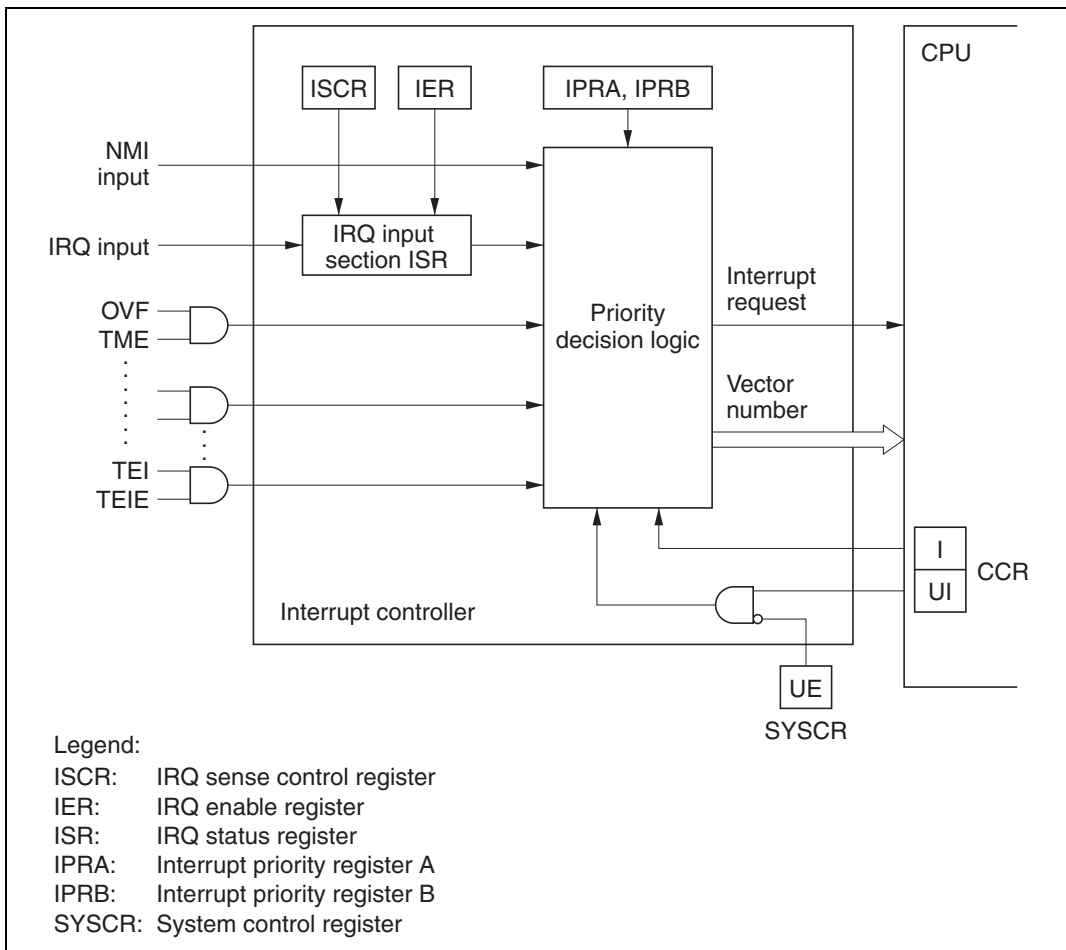 CPU
ISCR
IER
IPRA, IPRB
NMI
input
IRQ input
IRQ input
section ISR
OVF
TME
Priority
decision logic
Interrupt
request
Vector
number
TEI
TEIE
I
UI
CCR
Interrupt controller
UE
SYSCR
Legend:
ISCR: IRQ sense control register
IER: IRQ enable register
ISR: IRQ status register
IPRA: Interrupt priority register A
IPRB: Interrupt priority register B
SYSCR: System control register